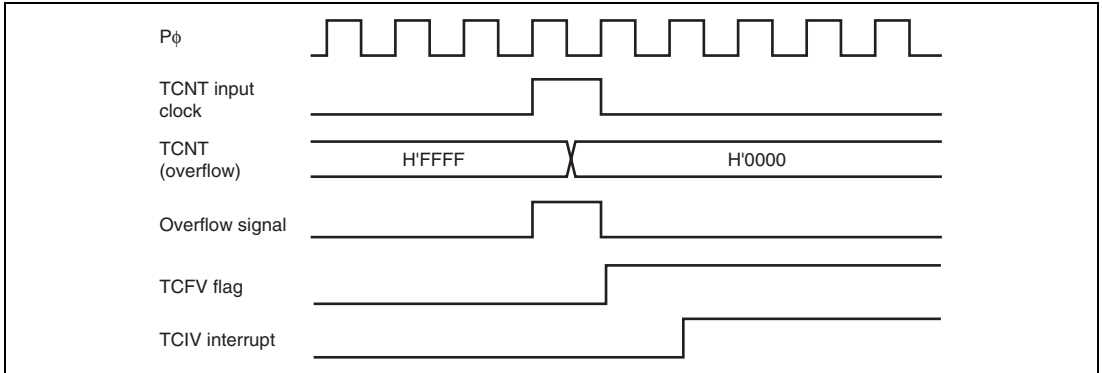 Pϕ
TCNT input
clock
TCNT
(overflow)
H'FFFF
H'0000
Overflow signal
TCFV flag
TCIV interrupt